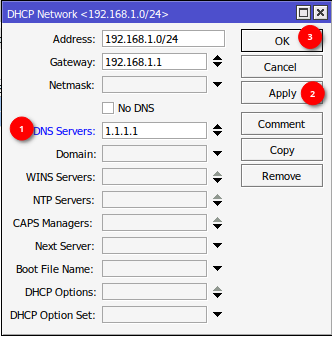 DHCP Network <192.168.1.0/24>
Address: 192.168.1.0/24
OK 3
Gateway: 192.168.1.1
Cancel
Netmask:
Apply 2
No DNS
1 DNS Servers: 1.1.1.1
Comment
Domain:
Copy
WINS Servers:
Remove
NTP Servers:
CAPS Managers:
Next Server:
Boot File Name:
DHCP Options:
DHCP Option Set: